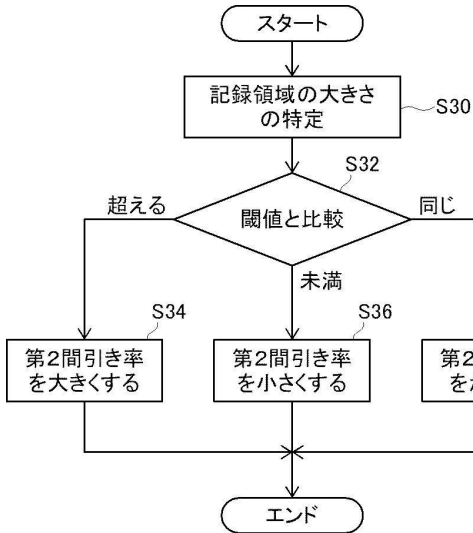 スタート
記録領域の大きさ
の特定
S30
S32
閾値と比較
超える
同じ
未満
S34
S36
第2間引き率
を大きくする
第2間引き率
を小さくする
第2
を
エンド